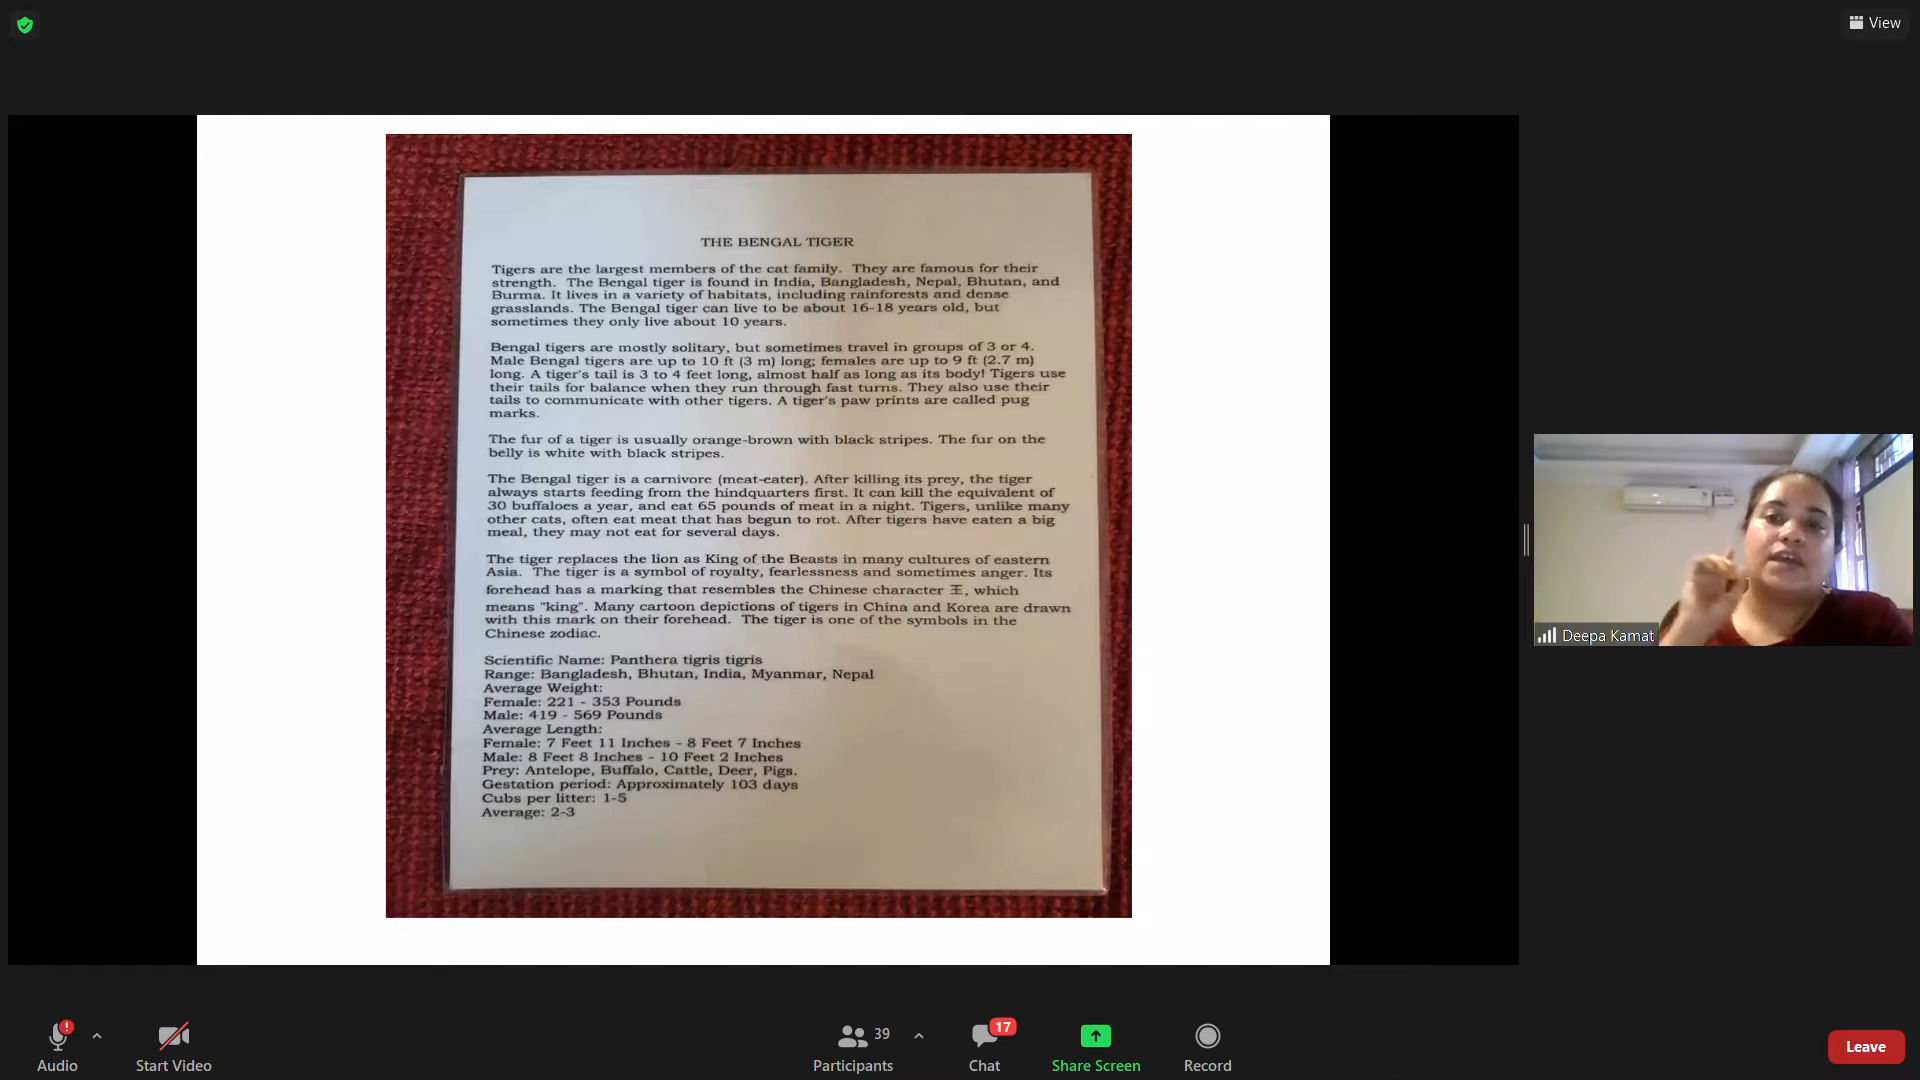 View
THE BENGAL TIGER
Tigers are the largest members of the cat family. They are famous for their
strength. The Bengal tiger is found in India, Bangladesh, Nepal, Bhutan, and
Burma. It lives in a variety of habitats, including rainforests and dense
grasslands. The Bengal tiger can live to be about 16-18 years old, but
sometimes they only live about 10 years.
Bengal tigers are mostly solitary, but sometimes travel in groups of 3 or 4.
Male Bengal tigers are up to 10 ft (3 m) long; females are up to 9 ft (2.7 m)
long. A tiger's tail is 3 to 4 feet long, almost half as long as its body! Tigers use
their tails for balance when they run through fast turns. They also use their
tails to communicate with other tigers. A tiger's paw prints are called pug
marks.
The fur of a tiger is usually orange-brown with black stripes. The fur on the
belly is white with black stripes.
The Bengal tiger is a carnivore (meat-eater). After killing its prey, the tiger
always starts feeding from the hindquarters first. It can kill the equivalent of
30 buffaloes a year, and eat 65 pounds of meat in a night. Tigers, unlike many
other cats, often eat meat that has begun to rot. After tigers have eaten a big
meal, they may not eat for several days.
The tiger replaces the lion as King of the Beasts in many cultures of eastern
Asia. The tiger is a symbol of royalty, fearlessness and sometimes anger. Its
forehead has a marking that resembles the Chinese character 王, which
means "king". Many cartoon depictions of tigers in China and Korea are drawn
with this mark on their forehead. The tiger is one of the symbols in the
Chinese zodiac.
Scientific Name: Panthera tigris tigris
Range: Bangladesh, Bhutan, India, Myanmar, Nepal
Average Weight:
Female: 221 - 353 Pounds
Male: 419 - 569 Pounds
Average Length:
Female: 7 Feet 11 Inches - 8 Feet 7 Inches
Male: 8 Feet 8 Inches - 10 Feet 2 Inches
Prey: Antelope, Buffalo, Cattle, Deer, Pigs.
Gestation period: Approximately 103 days
Cubs per litter: 1-5
Average: 2-3
Deepa Kamat
Audio
Start Video
39
Participants
17
Chat
Share Screen
Record
Leave